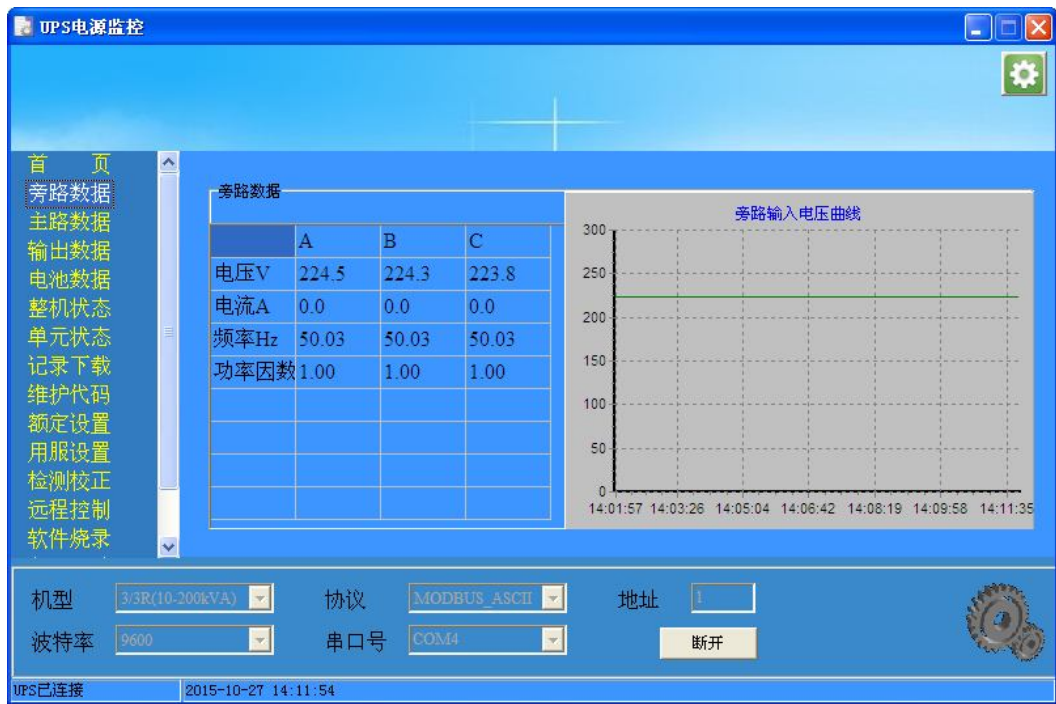 UPS电源监控
首 页
旁路数据
主路数据
输出数据
电池数据
整机状态
单元状态
记录下载
维护代码
额定设置
用服设置
检测校正
远程控制
软件烧录
旁路数据
A B C
电压V 224.5 224.3 223.8
电流A 0.0 0.0 0.0
频率Hz 50.03 50.03 50.03
功率因数 1.00 1.00 1.00
旁路输入电压曲线
300
250
200
150
100
50
0
14:01:57 14:03:26 14:05:04 14:06:42 14:08:19 14:09:58 14:11:35
机型 3/3R(10-200kVA) 协议 MODBUS_ASCII 地址 1
波特率 9600 串口号 COM4 断开
UPS已连接 2015-10-27 14:11:54